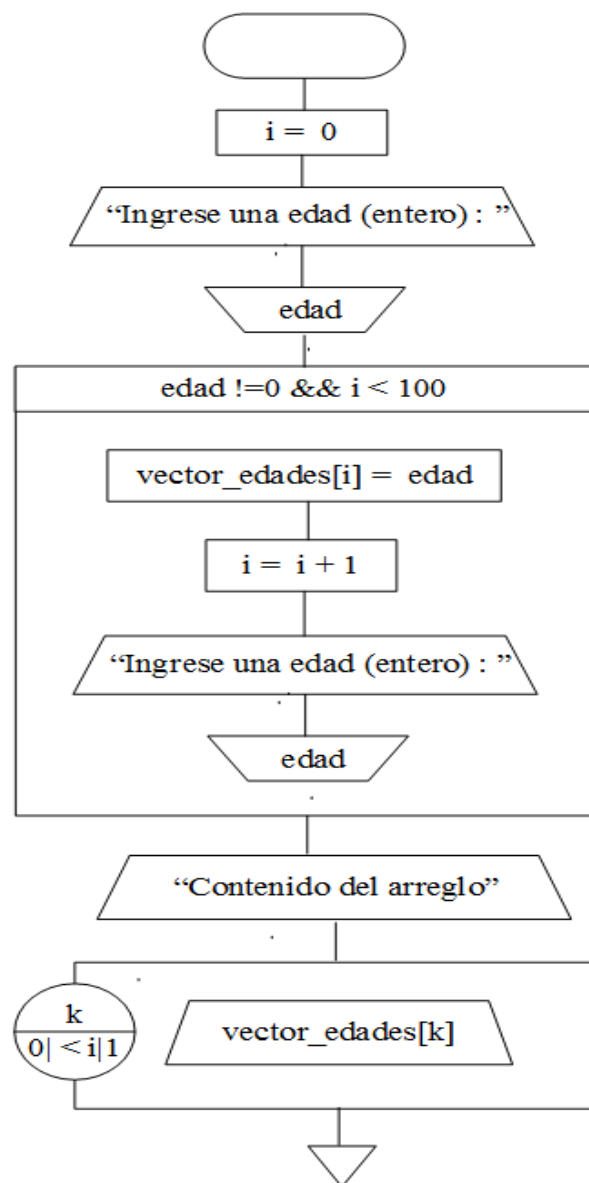 i = 0
“Ingrese una edad (entero) : ”
edad
edad !=0 && i < 100
vector_edades[i] = edad
i = i + 1
“Ingrese una edad (entero) : ”
edad
“Contenido del arreglo”
k
0| < i|1
vector_edades[k]